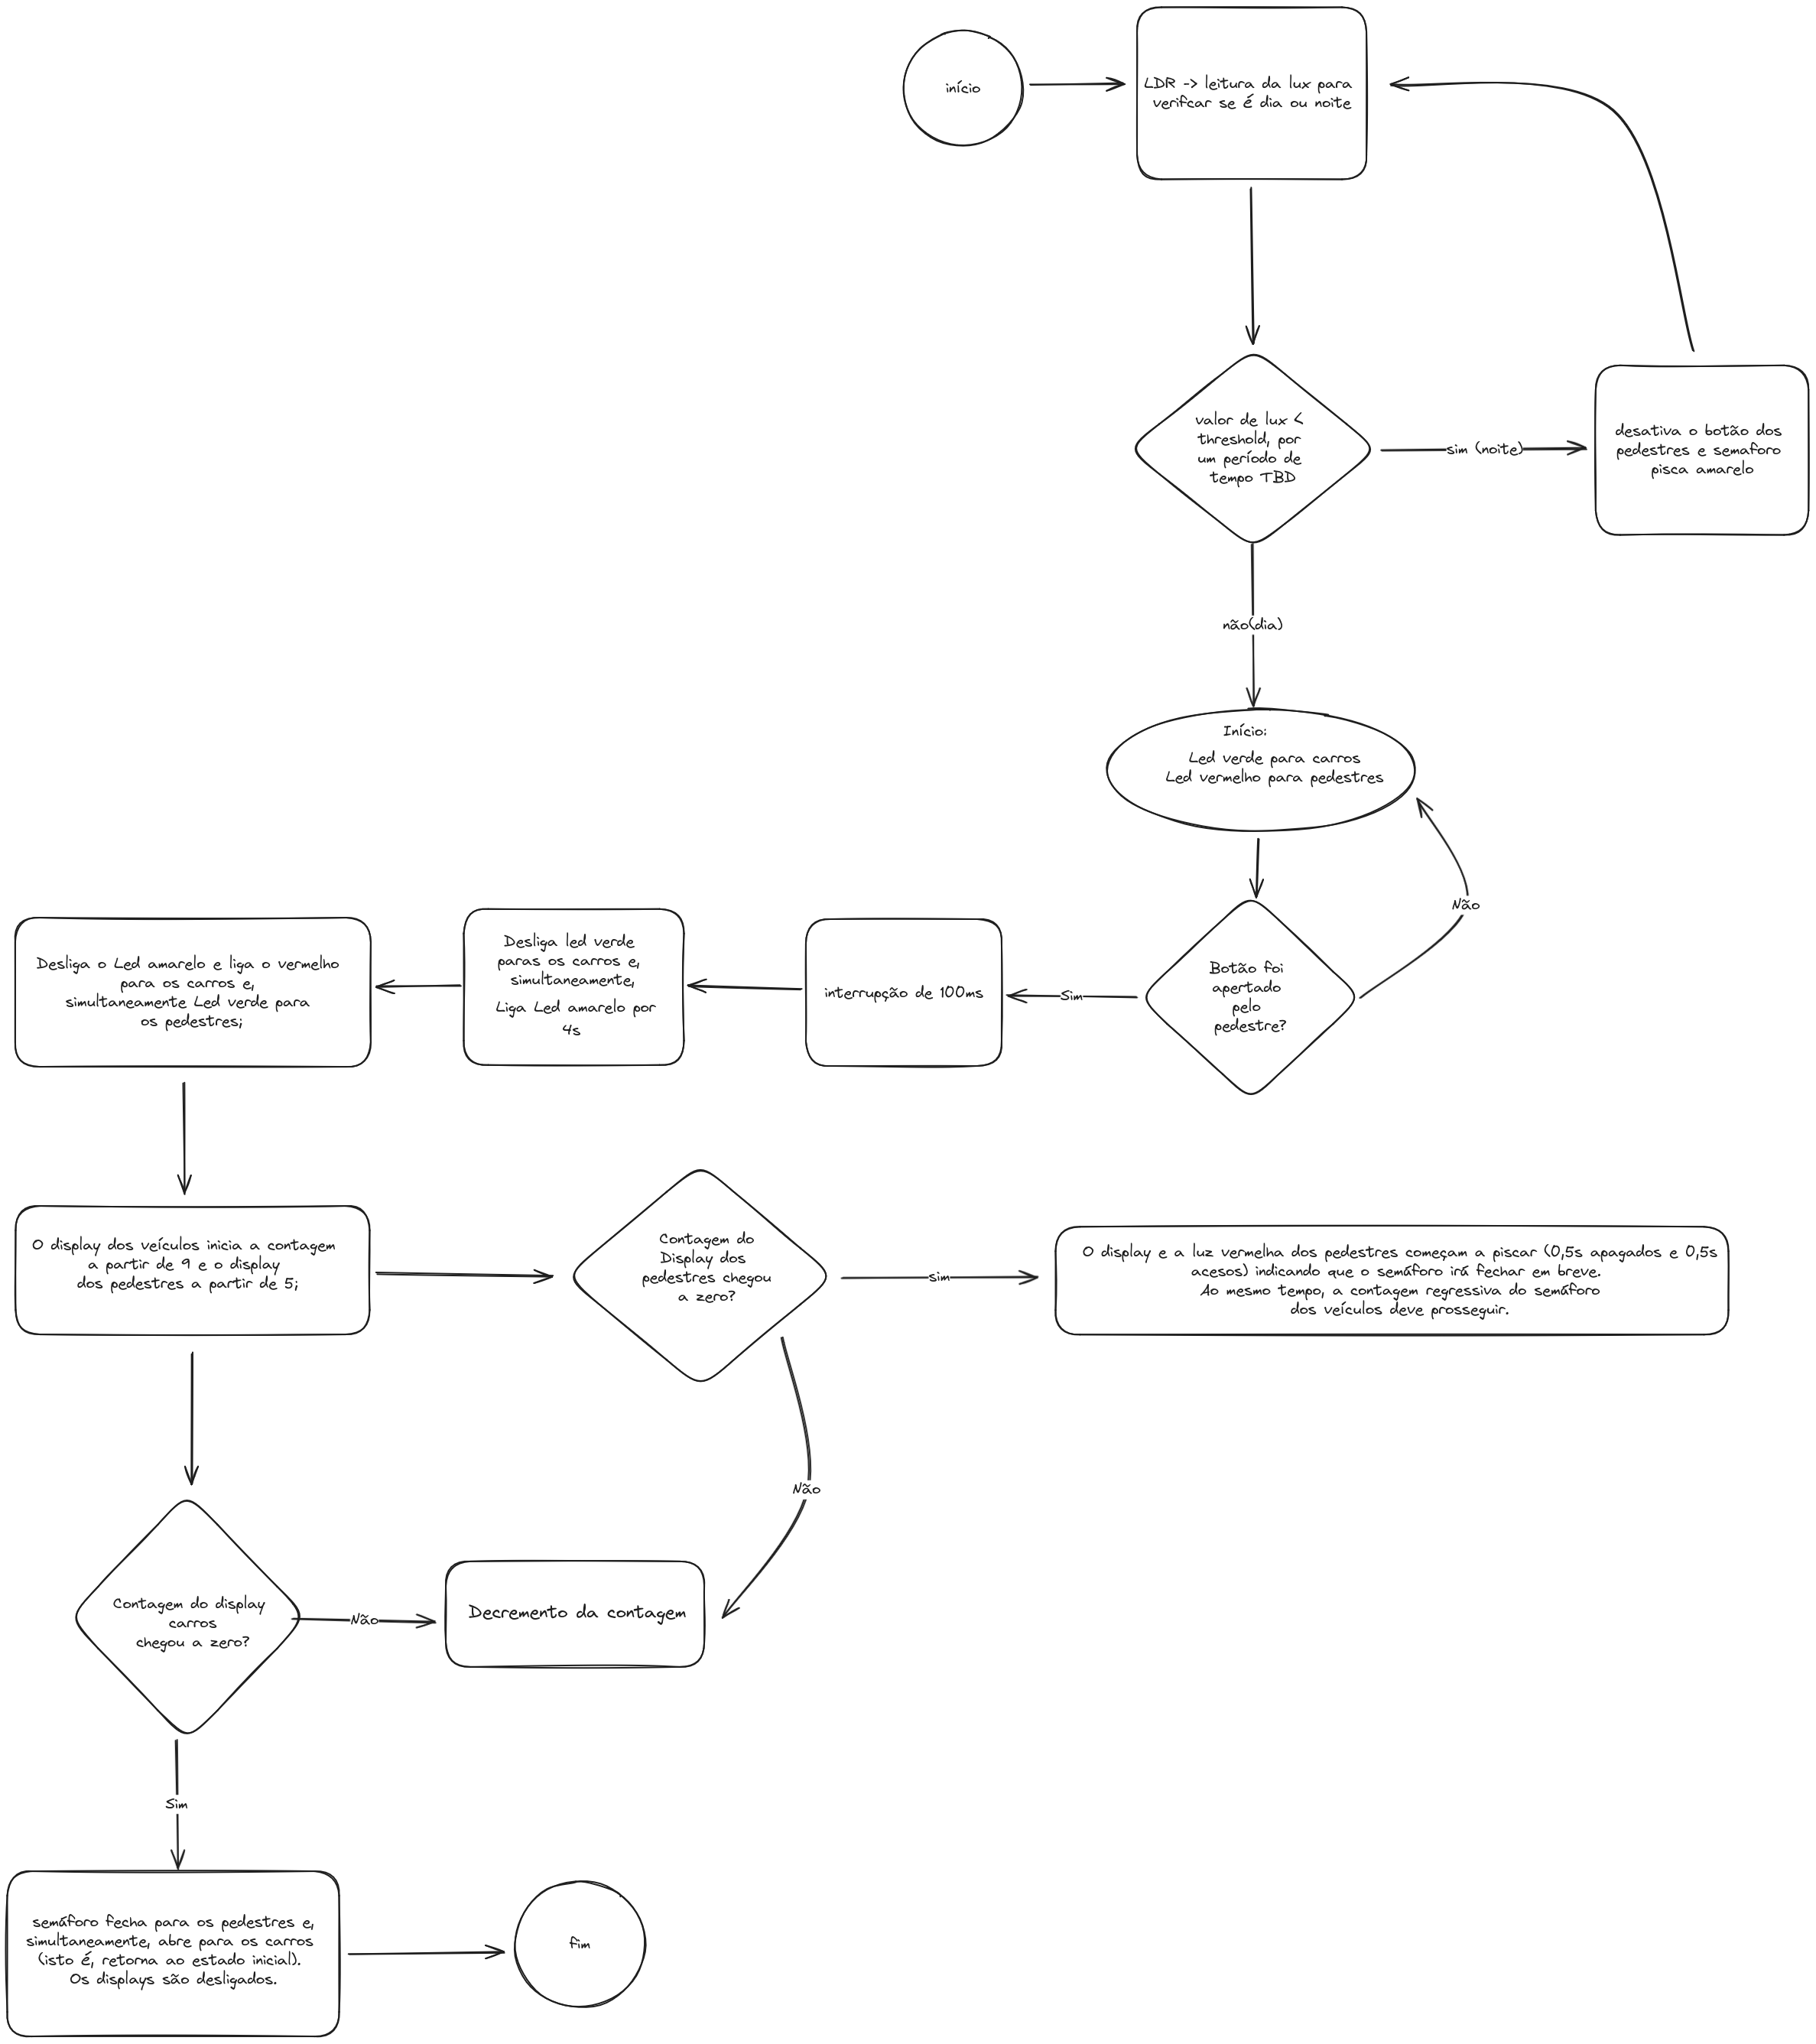 início
LDR -> leitura da lux para
verifcar se é dia ou noite
valor de lux <
threshold, por
um período de
tempo TBD
sim (noite)
desativa o botão dos
pedestres e semaforo
pisca amarelo
não(dia)
Início:
Led verde para carros
Led vermelho para pedestres
Não
Botão foi
apertado
pelo
pedestre?
Sim
interrupção de 100ms
Desliga led verde
paras os carros e,
simultaneamente,
Liga Led amarelo por
4s
Desliga o Led amarelo e liga o vermelho
para os carros e,
simultaneamente Led verde para
os pedestres;
O display dos veículos inicia a contagem
a partir de 9 e o display
dos pedestres a partir de 5;
Contagem do
Display dos
pedestres chegou
a zero?
sim
O display e a luz vermelha dos pedestres começam a piscar (0,5s apagados e 0,5s
acesos) indicando que o semáforo irá fechar em breve.
Ao mesmo tempo, a contagem regressiva do semáforo
dos veículos deve prosseguir.
Não
Contagem do display
carros
chegou a zero?
Não
Decremento da contagem
Sim
semáforo fecha para os pedestres e,
simultaneamente, abre para os carros
(isto é, retorna ao estado inicial).
Os displays são desligados.
fim